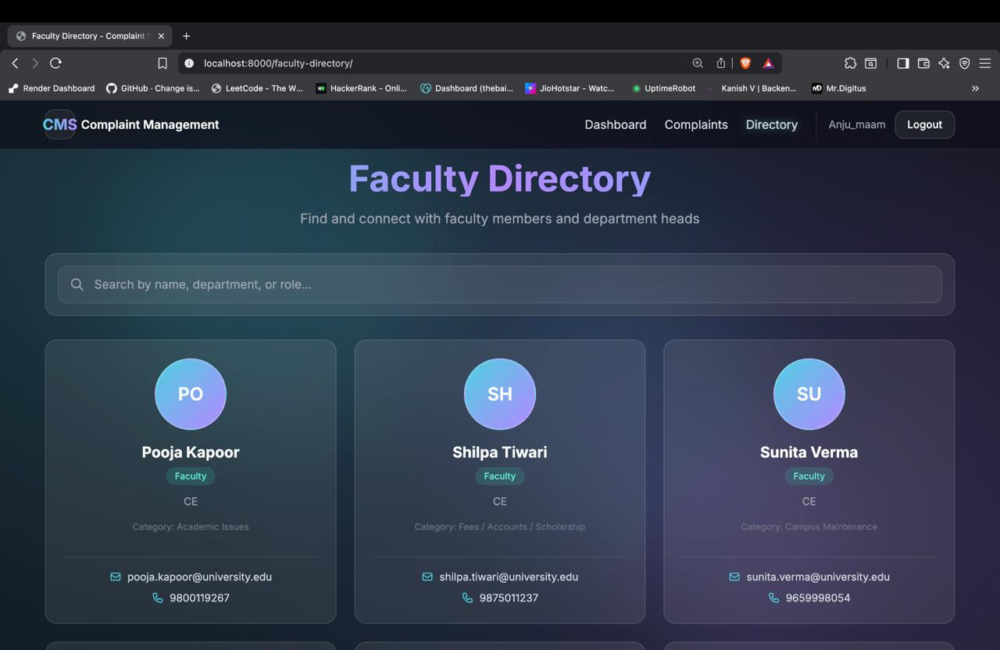 Faculty Directory - Complaint
localhost:8000/faculty-directory/
Render Dashboard GitHub · Change is... LeetCode - The W... HackerRank - Onli... Dashboard (thebai... JioHotstar - Watc... UptimeRobot Kanish V | Backen... Mr.Digitus
CMS Complaint Management Dashboard Complaints Directory Anju_maam Logout
Faculty Directory
Find and connect with faculty members and department heads
Search by name, department, or role...
PO
Pooja Kapoor
Faculty
CE
Category: Academic Issues
pooja.kapoor@university.edu
9800119267
SH
Shilpa Tiwari
Faculty
CE
Category: Fees / Accounts / Scholarship
shilpa.tiwari@university.edu
9875011237
SU
Sunita Verma
Faculty
CE
Category: Campus Maintenance
sunita.verma@university.edu
9659998054